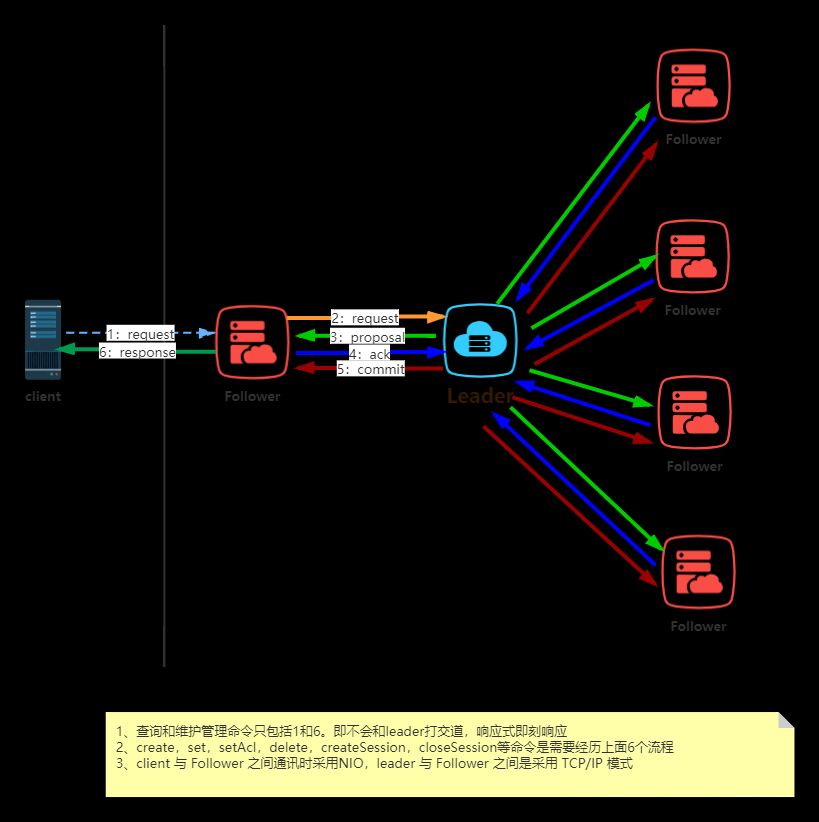 Follower
Follower
2：request
1：request
3：proposal
6：response
4：ack
5：commit
client
Follower
Leader
Follower
Follower
1、查询和维护管理命令只包括1和6。即不会和leader打交道，响应式即刻响应
2、create，set，setAcl，delete，createSession，closeSession等命令是需要经历上面6个流程
3、client 与 Follower 之间通讯时采用NIO，leader 与 Follower 之间是采用 TCP/IP 模式